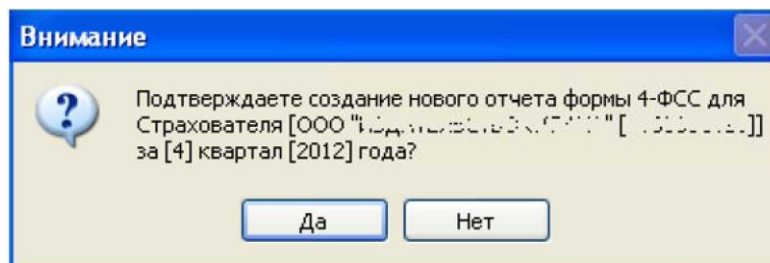 Внимание
Подтверждаете создание нового отчета формы 4-ФСС для
Страхователя [ООО "
за [4] квартал [2012] года?
Да Нет